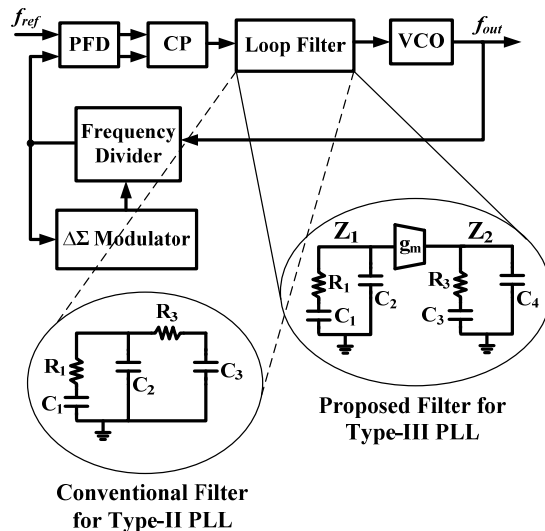 f_ref
PFD
CP
Loop Filter
VCO
f_out
Frequency
Divider
ΔΣ Modulator
Z₁
g_m
Z₂
R₁
C₁
C₂
R₃
C₃
C₄
R₃
R₁
C₁
C₂
C₃
Proposed Filter for
Type-III PLL
Conventional Filter
for Type-II PLL